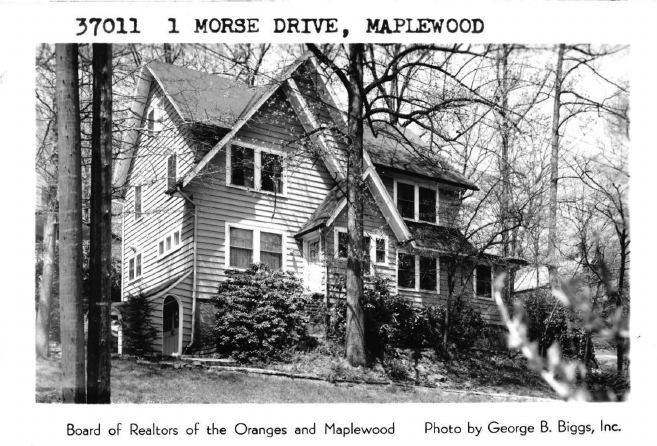 37011 1 MORSE DRIVE, MAPLEWOOD
Board of Realtors of the Oranges and Maplewood Photo by George B. Biggs, Inc.